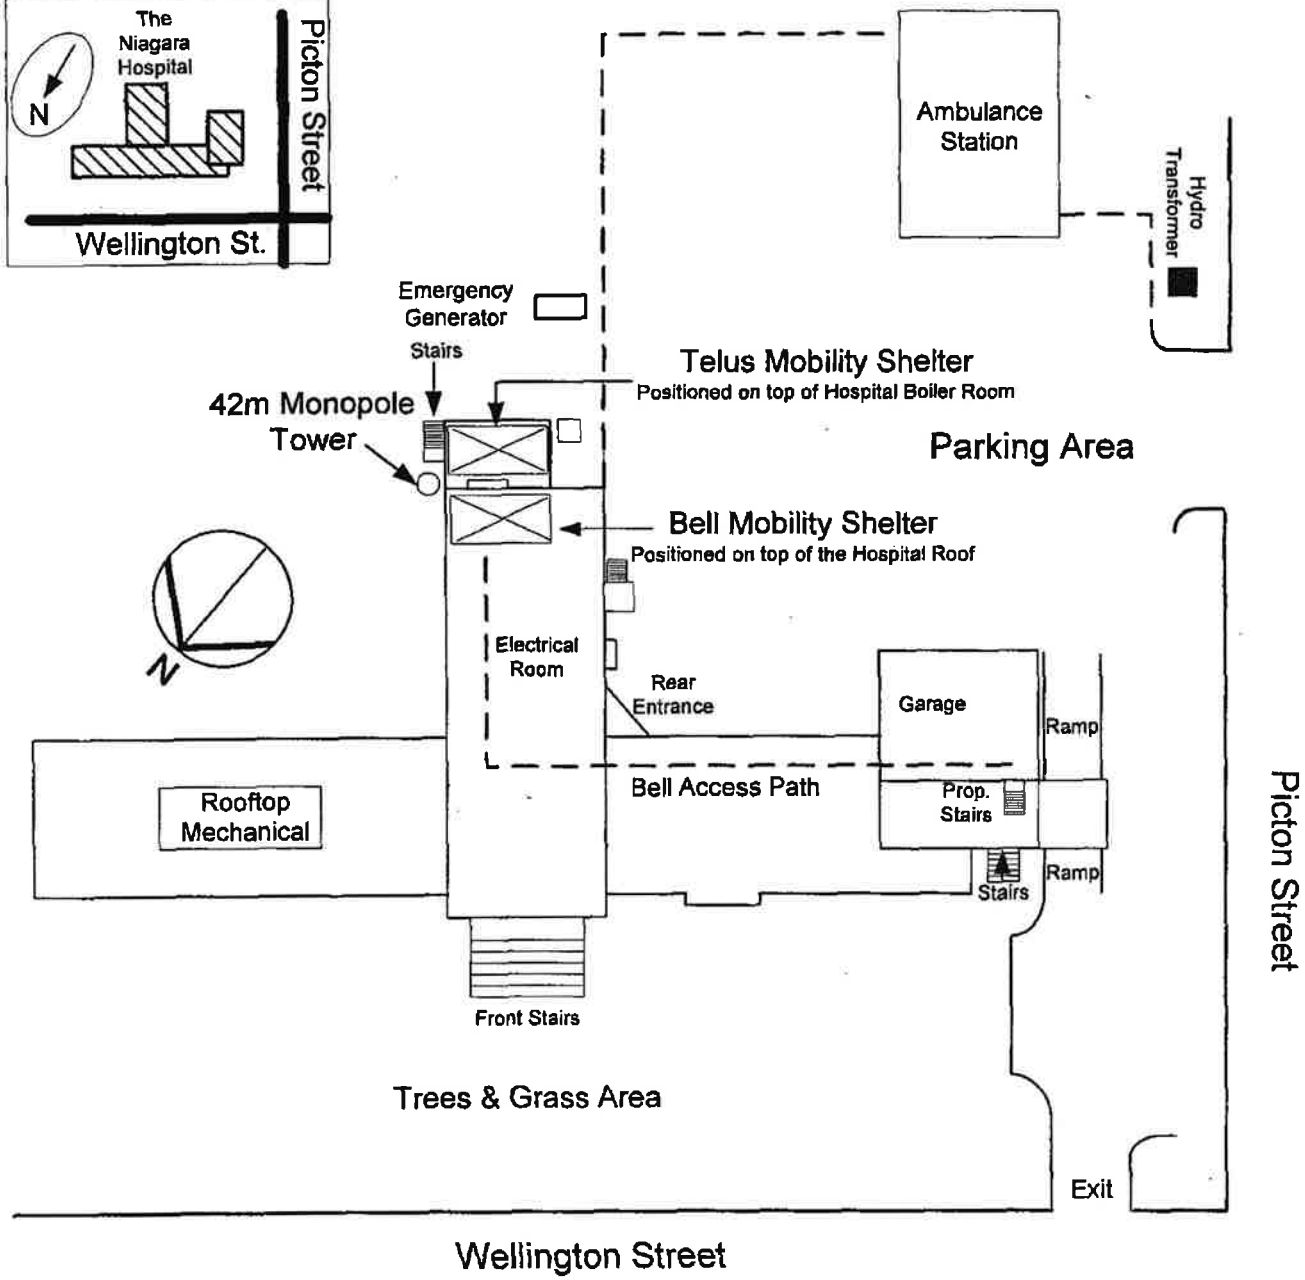 The
Niagara
Hospital
N
Picton Street
Wellington St.
Ambulance
Station
Hydro
Transformer
Emergency
Generator
Stairs
42m Monopole
Tower
Telus Mobility Shelter
Positioned on top of Hospital Boiler Room
Parking Area
Bell Mobility Shelter
Positioned on top of the Hospital Roof
N
Electrical
Room
Rear
Entrance
Garage
Ramp
Bell Access Path
Prop.
Stairs
Rooftop
Mechanical
Ramp
Stairs
Picton Street
Front Stairs
Trees & Grass Area
Exit
Wellington Street